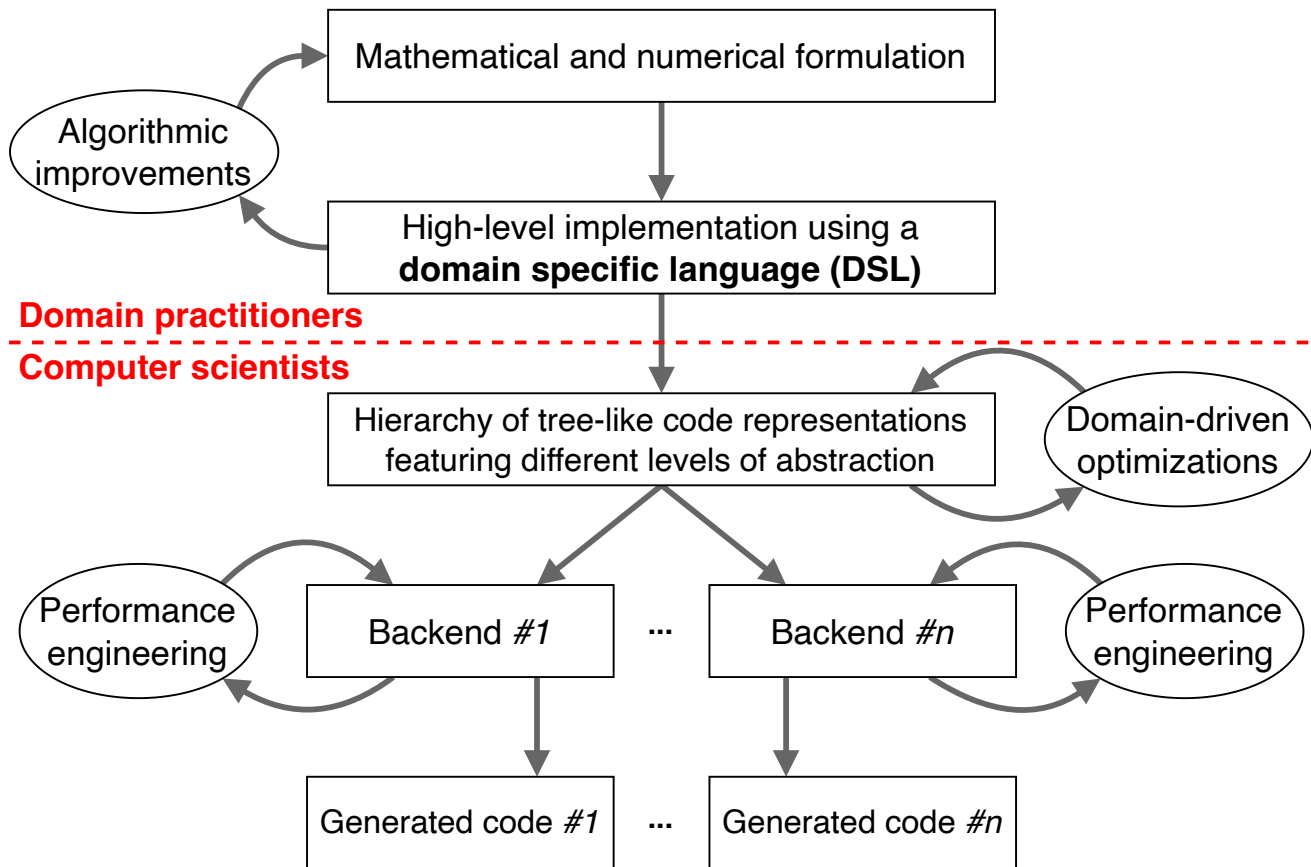 Mathematical and numerical formulation
Algorithmic
improvements
High-level implementation using a
domain specific language (DSL)
Domain practitioners
Computer scientists
Hierarchy of tree-like code representations
featuring different levels of abstraction
Domain-driven
optimizations
Performance
engineering
Backend #1
...
Backend #n
Performance
engineering
Generated code #1
...
Generated code #n